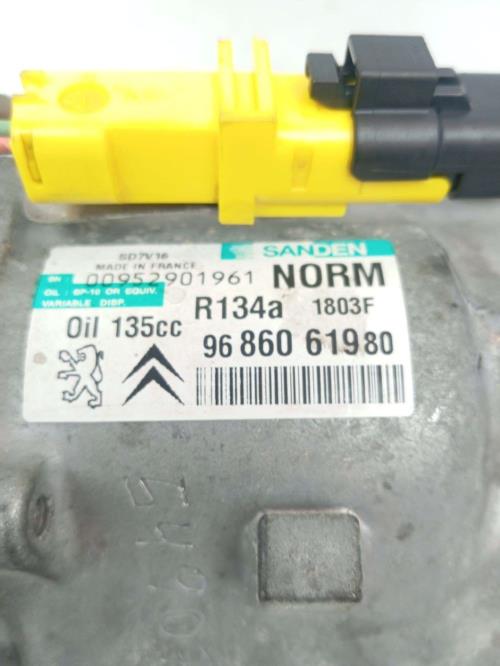 SD7V16
SANDEN
MADE IN FRANCE
SN 00952901961 NORM
OIL : SP-10 OR EQUIV.
VARIABLE DISP.
R134a 1803F
Oil 135cc
96 860 619 80